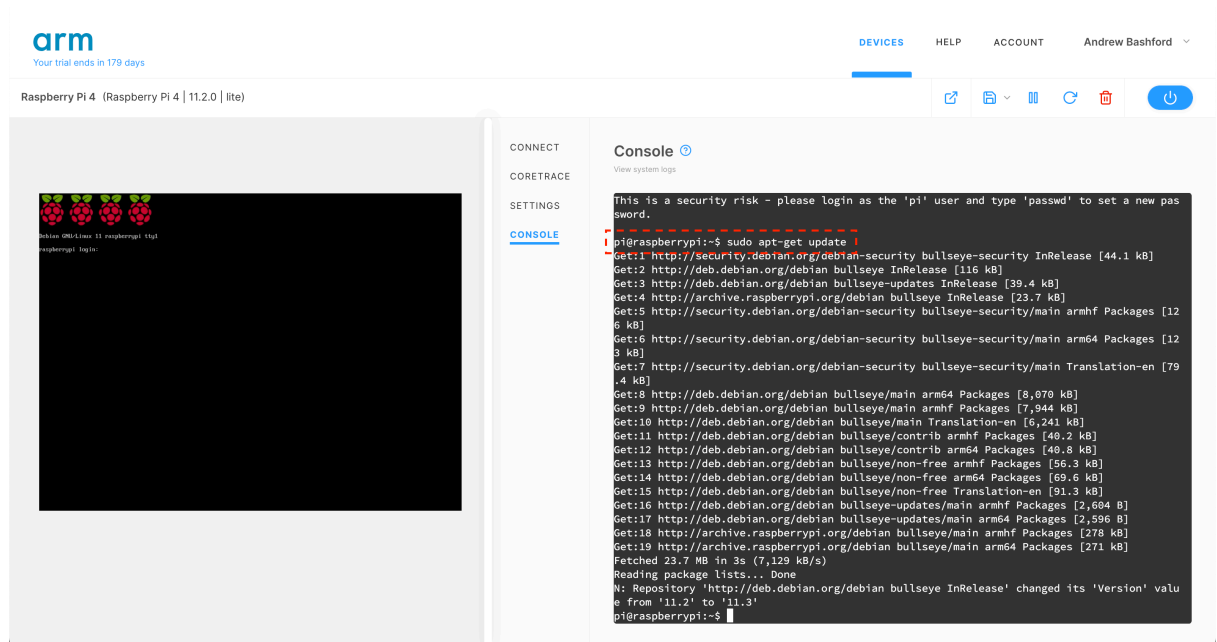 arm
Your trial ends in 179 days
DEVICES
HELP
ACCOUNT
Andrew Bashford
Raspberry Pi 4 (Raspberry Pi 4 | 11.2.0 | lite)
Debian GNU/Linux 11 raspberrypi tty1
raspberrypi login:
CONNECT
CORETRACE
SETTINGS
CONSOLE
Console
View system logs
This is a security risk - please login as the 'pi' user and type 'passwd' to set a new pas
sword.
pi@raspberrypi:~$ sudo apt-get update
Get:1 http://security.debian.org/debian-security bullseye-security InRelease [44.1 kB]
Get:2 http://deb.debian.org/debian bullseye InRelease [116 kB]
Get:3 http://deb.debian.org/debian bullseye-updates InRelease [39.4 kB]
Get:4 http://archive.raspberrypi.org/debian bullseye InRelease [23.7 kB]
Get:5 http://security.debian.org/debian-security bullseye-security/main armhf Packages [12
6 kB]
Get:6 http://security.debian.org/debian-security bullseye-security/main arm64 Packages [12
3 kB]
Get:7 http://security.debian.org/debian-security bullseye-security/main Translation-en [79
.4 kB]
Get:8 http://deb.debian.org/debian bullseye/main arm64 Packages [8,070 kB]
Get:9 http://deb.debian.org/debian bullseye/main armhf Packages [7,944 kB]
Get:10 http://deb.debian.org/debian bullseye/main Translation-en [6,241 kB]
Get:11 http://deb.debian.org/debian bullseye/contrib armhf Packages [40.2 kB]
Get:12 http://deb.debian.org/debian bullseye/contrib arm64 Packages [40.8 kB]
Get:13 http://deb.debian.org/debian bullseye/non-free armhf Packages [56.3 kB]
Get:14 http://deb.debian.org/debian bullseye/non-free arm64 Packages [69.6 kB]
Get:15 http://deb.debian.org/debian bullseye/non-free Translation-en [91.3 kB]
Get:16 http://deb.debian.org/debian bullseye-updates/main armhf Packages [2,604 B]
Get:17 http://deb.debian.org/debian bullseye-updates/main arm64 Packages [2,596 B]
Get:18 http://archive.raspberrypi.org/debian bullseye/main armhf Packages [278 kB]
Get:19 http://archive.raspberrypi.org/debian bullseye/main arm64 Packages [271 kB]
Fetched 23.7 MB in 3s (7,129 kB/s)
Reading package lists... Done
N: Repository 'http://deb.debian.org/debian bullseye InRelease' changed its 'Version' valu
e from '11.2' to '11.3'
pi@raspberrypi:~$